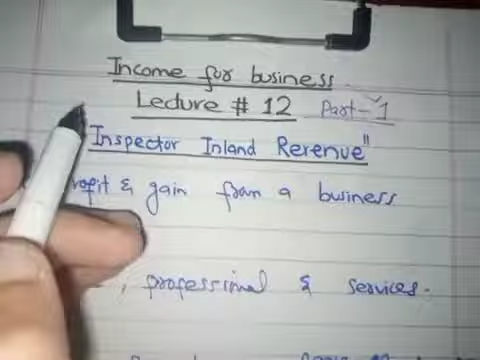 Income for business
Lecture # 12 Part-1
Inspector Inland Revenue"
& gain from a business
, professional & services.